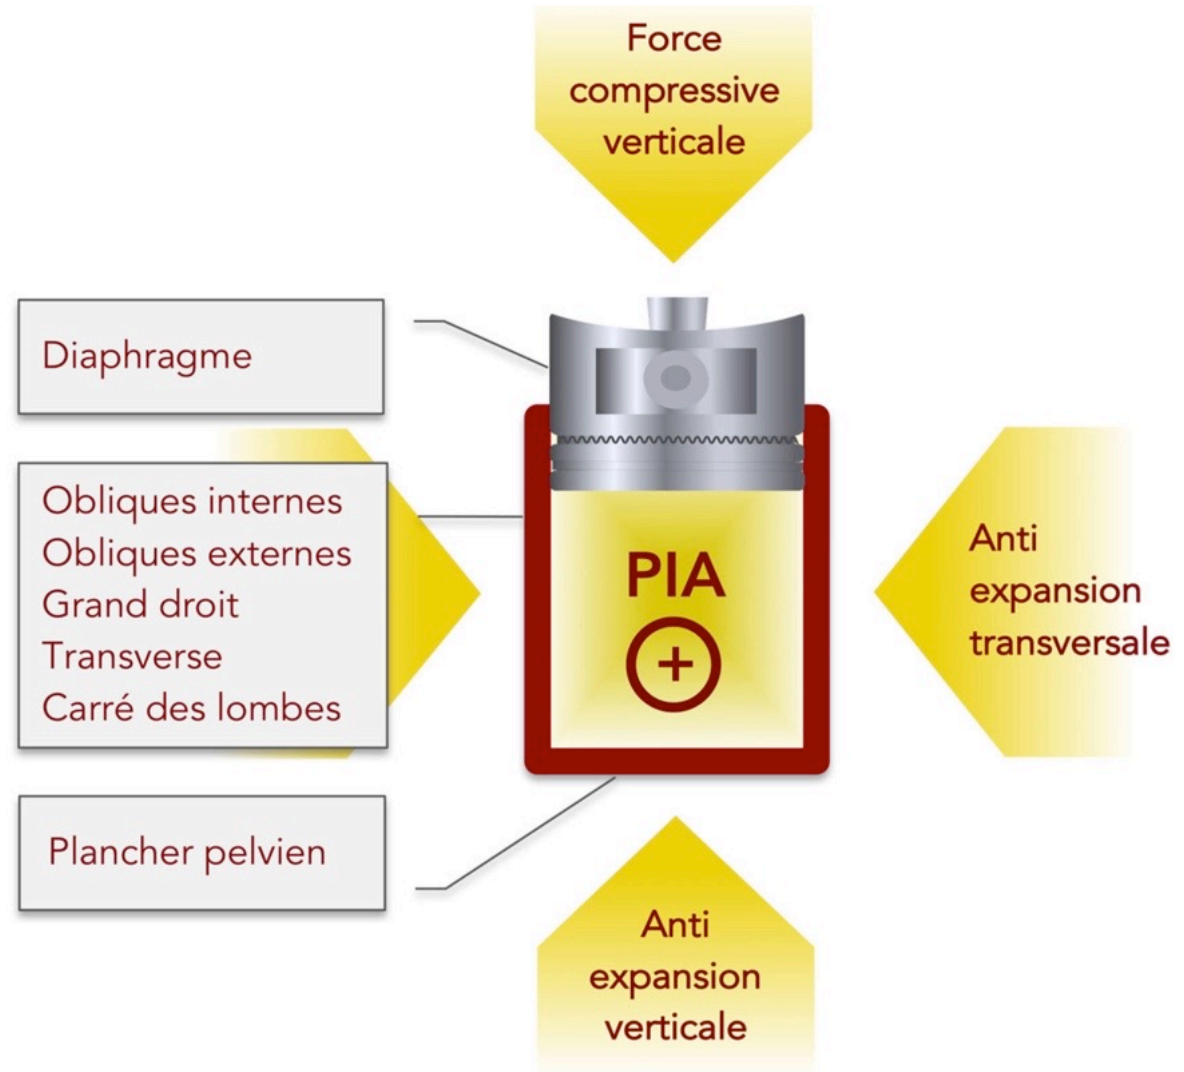 Force
compressive
verticale
Diaphragme
Obliques internes
Obliques externes
Grand droit
Transverse
Carré des lombes
PIA
+
Anti
expansion
transversale
Plancher pelvien
Anti
expansion
verticale